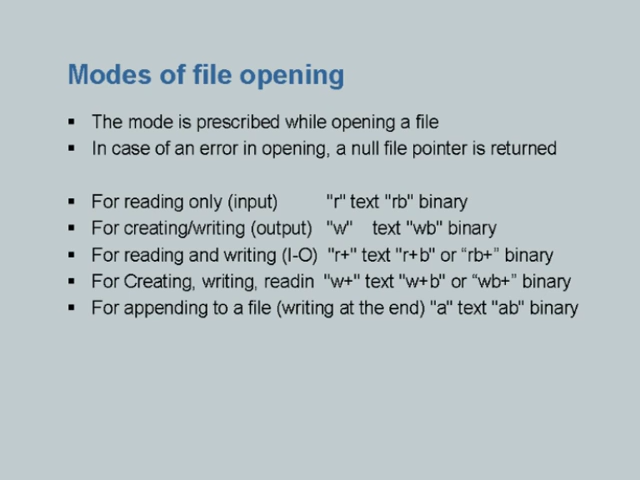 Modes of file opening
▪ The mode is prescribed while opening a file
▪ In case of an error in opening, a null file pointer is returned
▪ For reading only (input) "r" text "rb" binary
▪ For creating/writing (output) "w" text "wb" binary
▪ For reading and writing (I-O) "r+" text "r+b" or “rb+” binary
▪ For Creating, writing, readin "w+" text "w+b" or “wb+” binary
▪ For appending to a file (writing at the end) "a" text "ab" binary